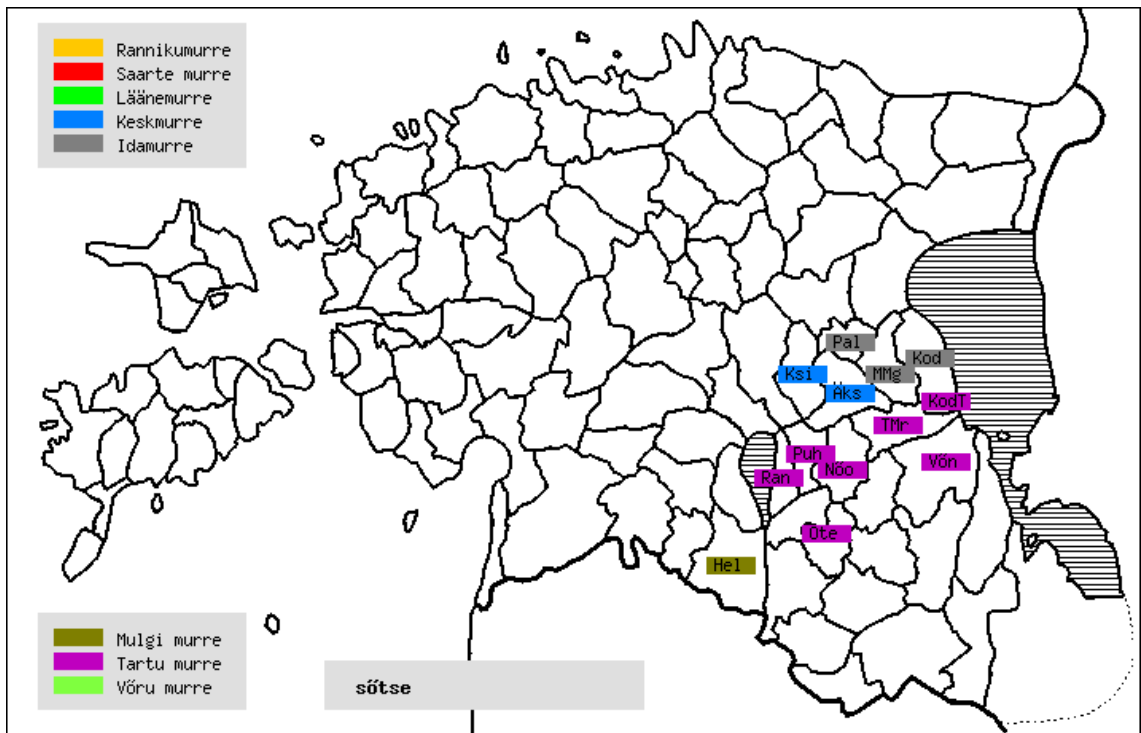 Rannikumurre
Saarte murre
Läänemurre
Keskmurre
Idamurre
Pal
Kod
Ksi
MMg
Äks
KodT
TMr
Puh
Nõo
Võn
Ran
Ote
Hel
Mulgi murre
Tartu murre
Võru murre
sõtse